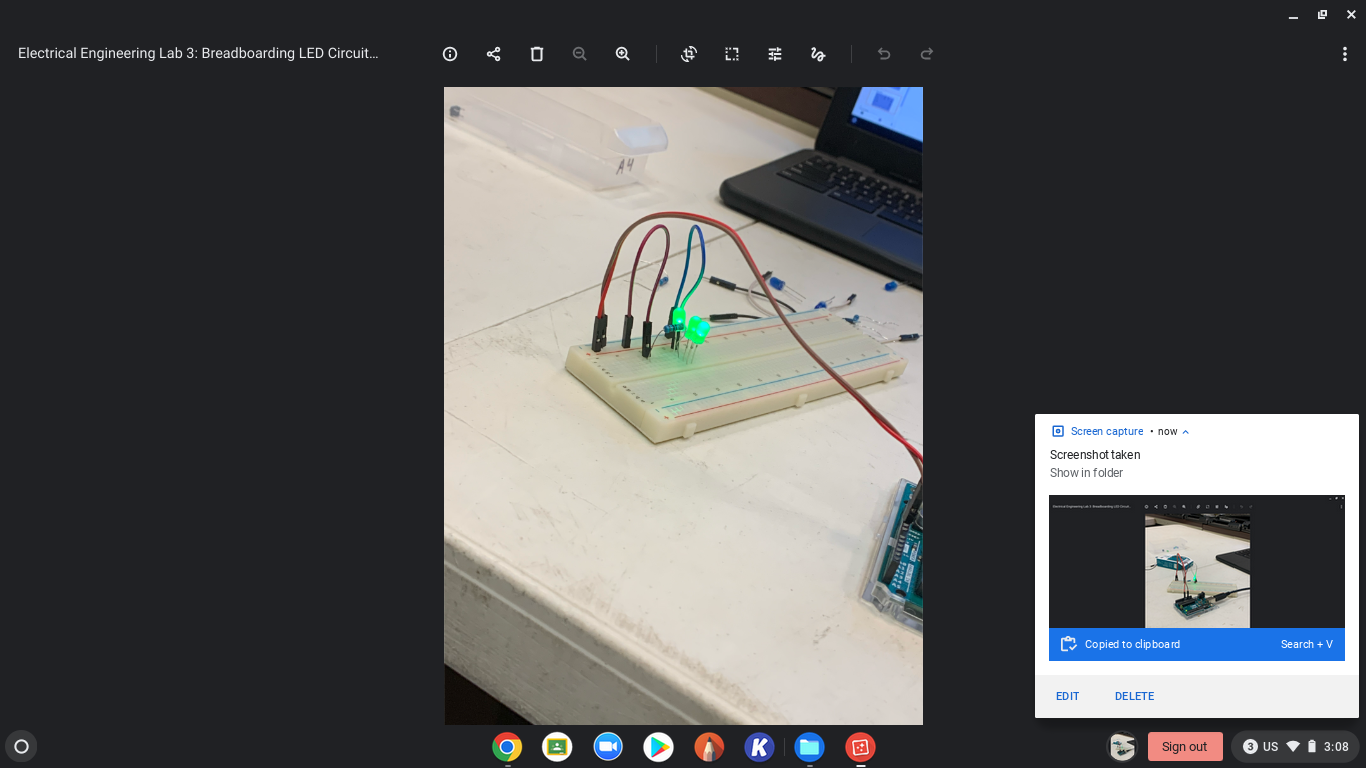 Electrical Engineering Lab 3: Breadboarding LED Circuit...
A4
Screen capture • now
Screenshot taken
Show in folder
Copied to clipboard
Search + V
EDIT
DELETE
K
Sign out
3
US
3:08